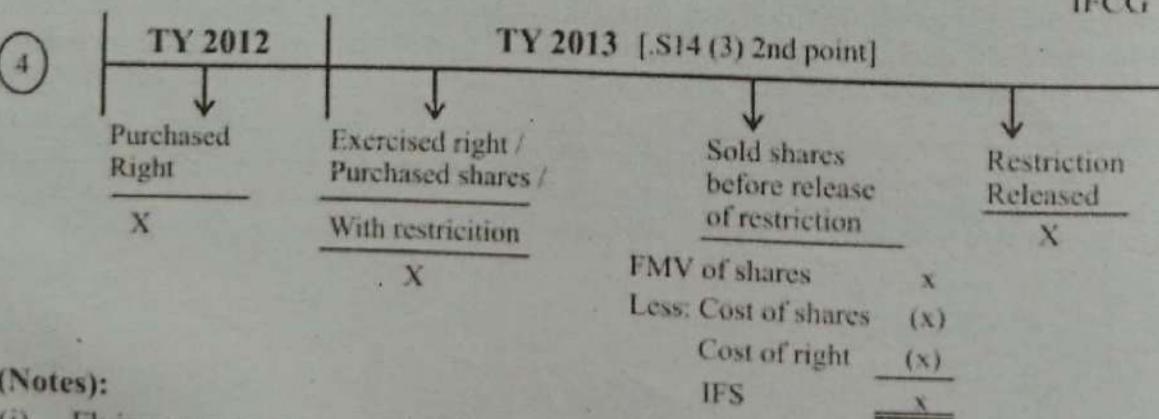 4
TY 2012
TY 2013 [.S14 (3) 2nd point]
Purchased
Right
X
Exercised right /
Purchased shares /
With restricition
X
Sold shares
before release
of restriction
FMV of shares x
Less: Cost of shares (x)
Cost of right (x)
IFS x
Restriction
Released
X
(Notes):
(i)